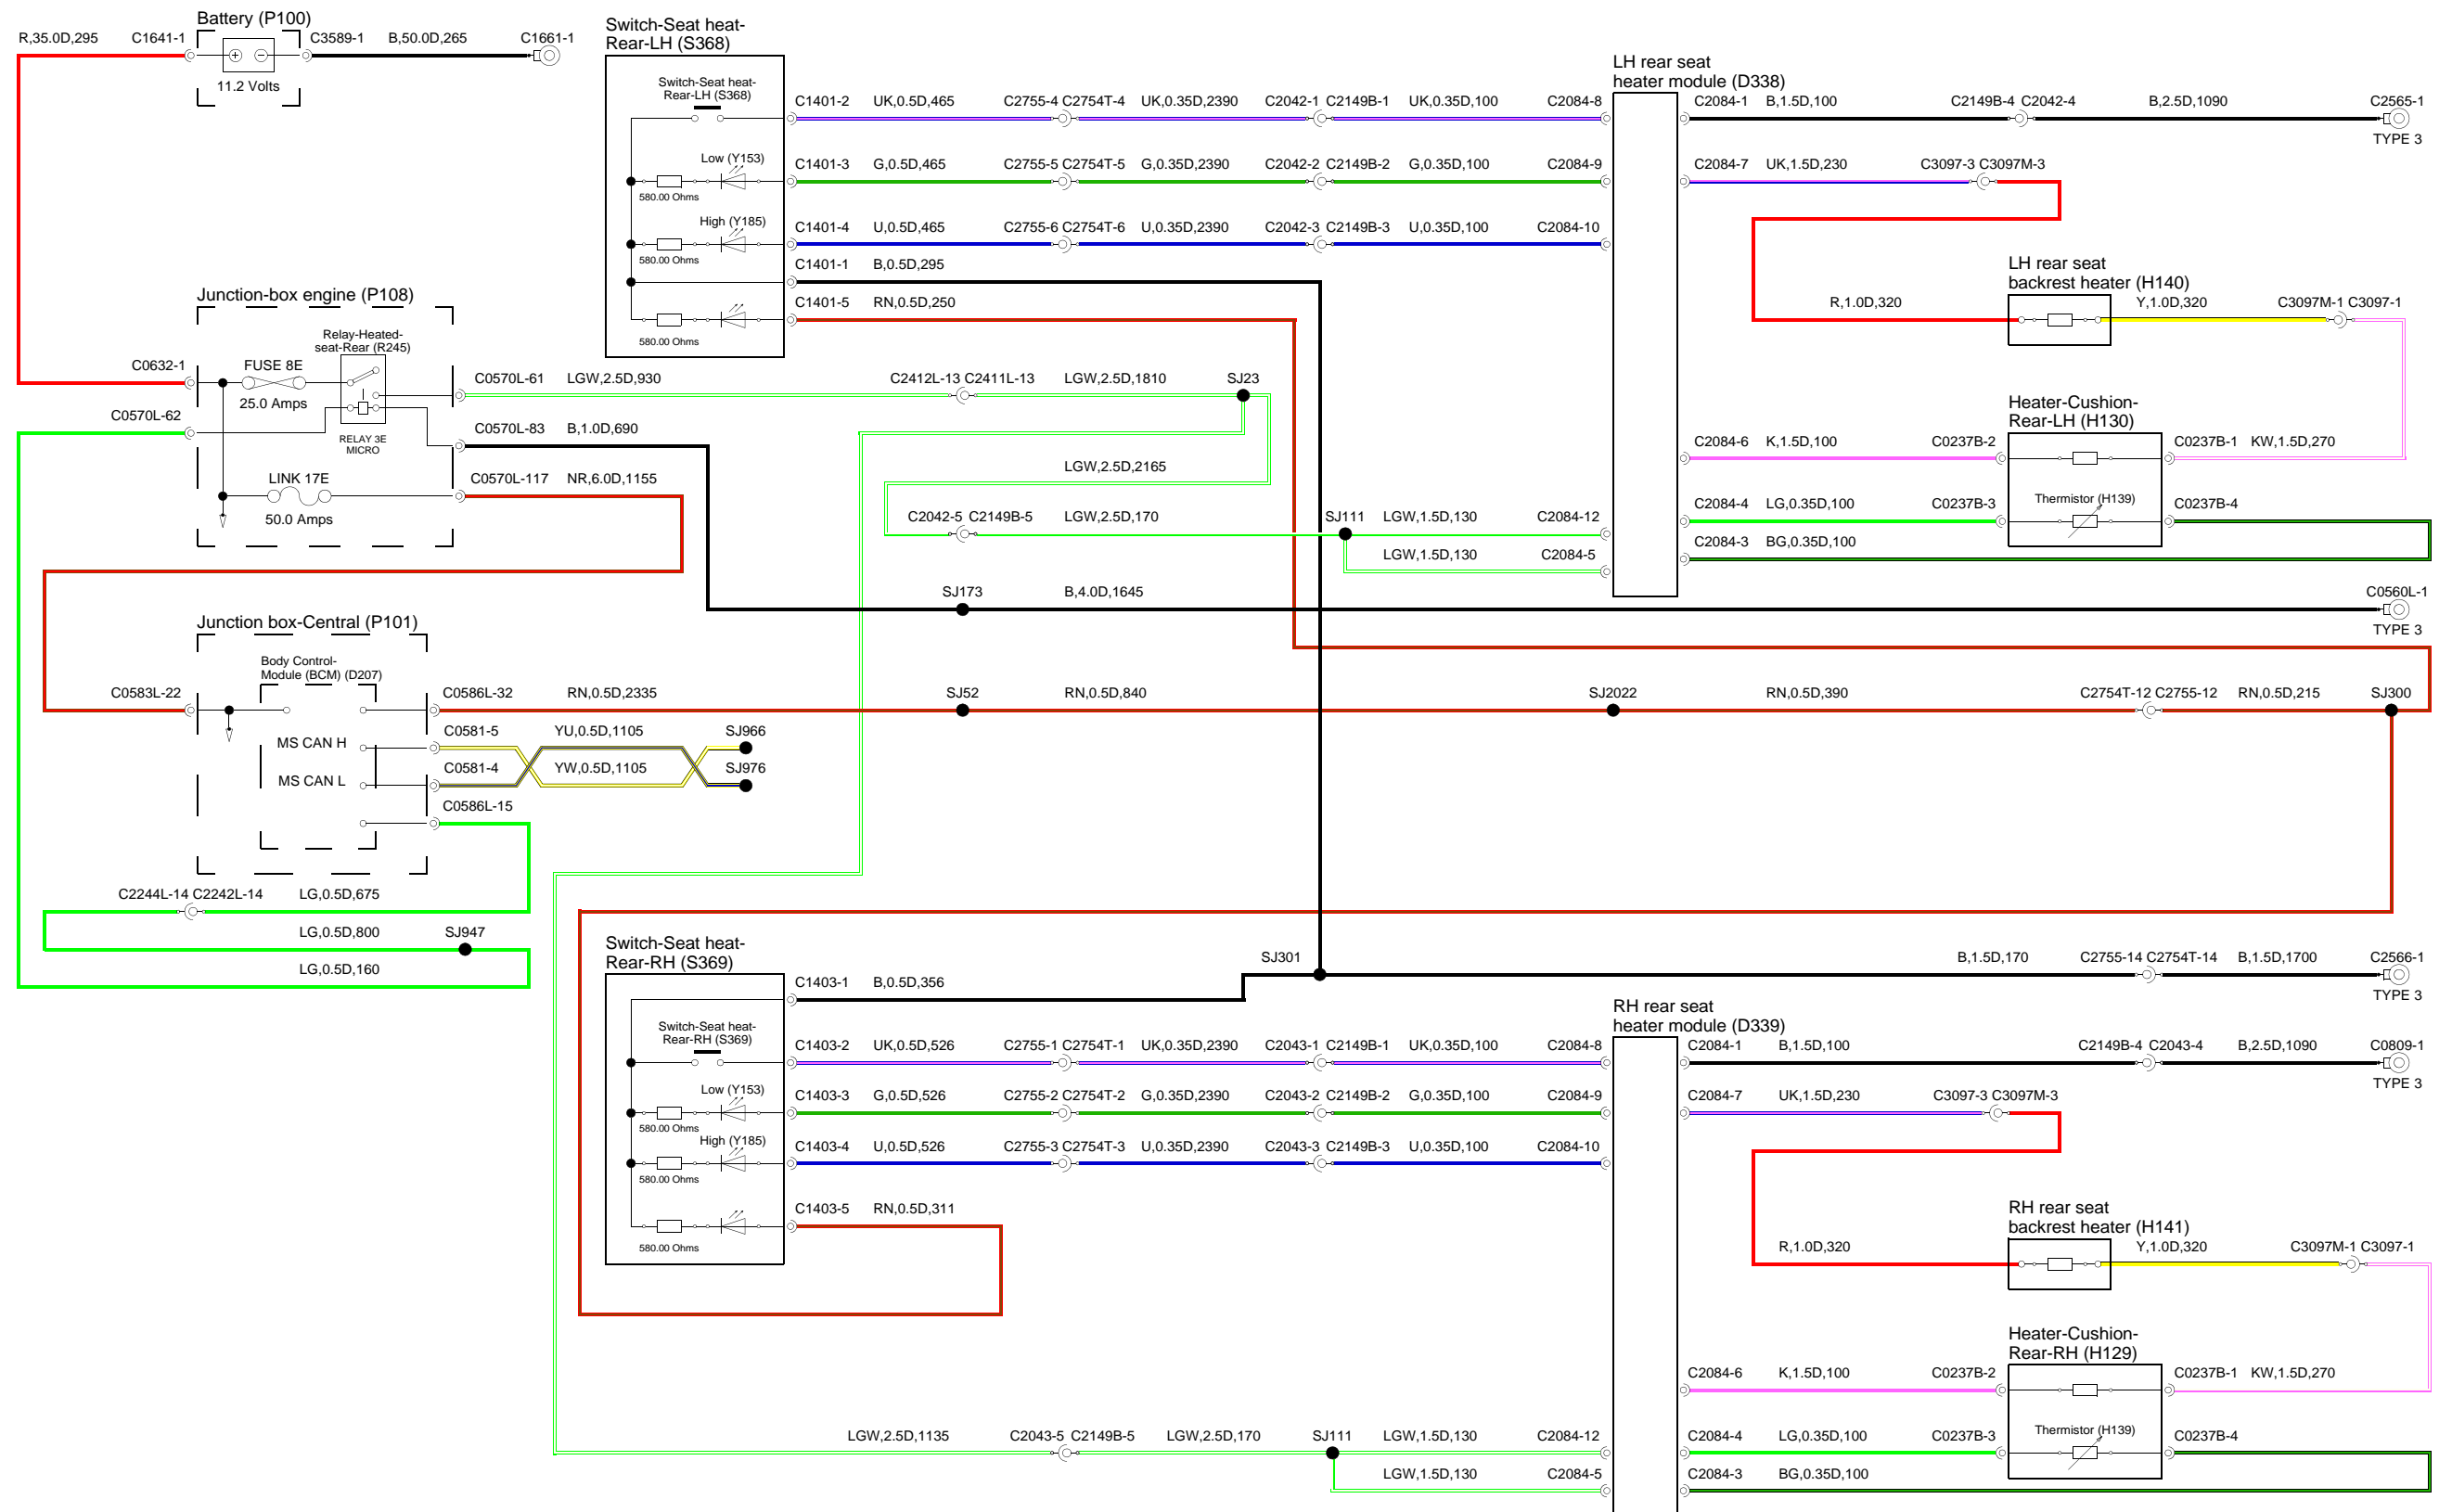 Battery (P100)
R,35.0D,295 C1641-1 C3589-1 B,50.0D,265 C1661-1
11.2 Volts
Switch-Seat heat-
Rear-LH (S368)
Switch-Seat heat-
Rear-LH (S368)
Low (Y153)
580.00 Ohms
High (Y185)
580.00 Ohms
580.00 Ohms
C1401-2 UK,0.5D,465 C2755-4 C2754T-4 UK,0.35D,2390 C2042-1 C2149B-1 UK,0.35D,100 C2084-8
C1401-3 G,0.5D,465 C2755-5 C2754T-5 G,0.35D,2390 C2042-2 C2149B-2 G,0.35D,100 C2084-9
C1401-4 U,0.5D,465 C2755-6 C2754T-6 U,0.35D,2390 C2042-3 C2149B-3 U,0.35D,100 C2084-10
C1401-1 B,0.5D,295
C1401-5 RN,0.5D,250
LH rear seat
heater module (D338)
C2084-1 B,1.5D,100 C2149B-4 C2042-4 B,2.5D,1090 C2565-1
TYPE 3
C2084-7 UK,1.5D,230 C3097-3 C3097M-3
LH rear seat
backrest heater (H140)
R,1.0D,320 Y,1.0D,320 C3097M-1 C3097-1
Heater-Cushion-
Rear-LH (H130)
C2084-6 K,1.5D,100 C0237B-2 C0237B-1 KW,1.5D,270
Thermistor (H139)
C2084-4 LG,0.35D,100 C0237B-3 C0237B-4
C2084-3 BG,0.35D,100
Junction-box engine (P108)
Relay-Heated-
seat-Rear (R245)
C0632-1 FUSE 8E
25.0 Amps
C0570L-62
RELAY 3E
MICRO
LINK 17E
50.0 Amps
C0570L-61 LGW,2.5D,930 C2412L-13 C2411L-13 LGW,2.5D,1810 SJ23
C0570L-83 B,1.0D,690
LGW,2.5D,2165
C0570L-117 NR,6.0D,1155
C2042-5 C2149B-5 LGW,2.5D,170 SJ111 LGW,1.5D,130 C2084-12
LGW,1.5D,130 C2084-5
SJ173 B,4.0D,1645 C0560L-1
TYPE 3
Junction box-Central (P101)
Body Control-
Module (BCM) (D207)
C0583L-22 C0586L-32 RN,0.5D,2335 SJ52 RN,0.5D,840 SJ2022 RN,0.5D,390 C2754T-12 C2755-12 RN,0.5D,215 SJ300
MS CAN H C0581-5 YU,0.5D,1105 SJ966
MS CAN L C0581-4 YW,0.5D,1105 SJ976
C0586L-15
C2244L-14 C2242L-14 LG,0.5D,675
LG,0.5D,800 SJ947
LG,0.5D,160
Switch-Seat heat-
Rear-RH (S369)
C1403-1 B,0.5D,356 SJ301 B,1.5D,170 C2755-14 C2754T-14 B,1.5D,1700 C2566-1
TYPE 3
Switch-Seat heat-
Rear-RH (S369)
Low (Y153)
580.00 Ohms
High (Y185)
580.00 Ohms
580.00 Ohms
C1403-2 UK,0.5D,526 C2755-1 C2754T-1 UK,0.35D,2390 C2043-1 C2149B-1 UK,0.35D,100 C2084-8
C1403-3 G,0.5D,526 C2755-2 C2754T-2 G,0.35D,2390 C2043-2 C2149B-2 G,0.35D,100 C2084-9
C1403-4 U,0.5D,526 C2755-3 C2754T-3 U,0.35D,2390 C2043-3 C2149B-3 U,0.35D,100 C2084-10
C1403-5 RN,0.5D,311
RH rear seat
heater module (D339)
C2084-1 B,1.5D,100 C2149B-4 C2043-4 B,2.5D,1090 C0809-1
TYPE 3
C2084-7 UK,1.5D,230 C3097-3 C3097M-3
RH rear seat
backrest heater (H141)
R,1.0D,320 Y,1.0D,320 C3097M-1 C3097-1
Heater-Cushion-
Rear-RH (H129)
C2084-6 K,1.5D,100 C0237B-2 C0237B-1 KW,1.5D,270
Thermistor (H139)
LGW,2.5D,1135 C2043-5 C2149B-5 LGW,2.5D,170 SJ111 LGW,1.5D,130 C2084-12 C2084-4 LG,0.35D,100 C0237B-3 C0237B-4
LGW,1.5D,130 C2084-5 C2084-3 BG,0.35D,100